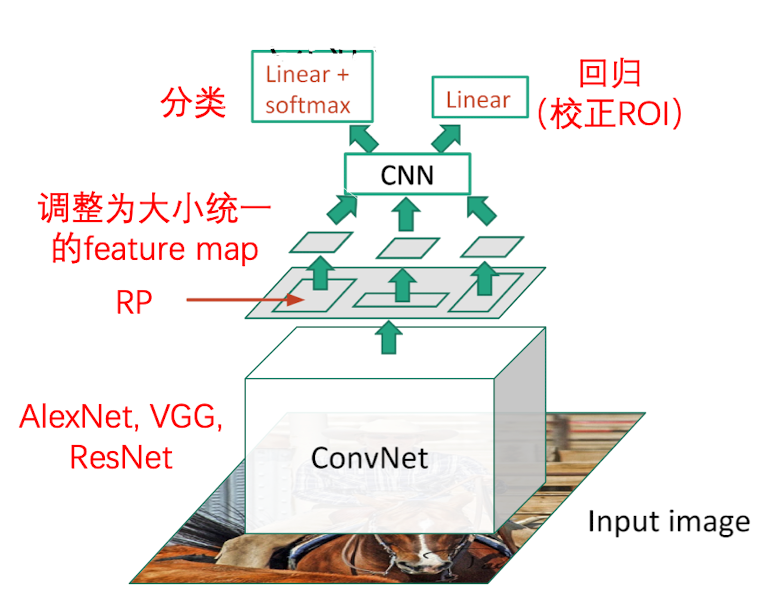 Linear +
softmax
分类
Linear
回归
（校正ROI）
CNN
调整为大小统一
的feature map
RP
AlexNet, VGG,
ResNet
ConvNet
Input image